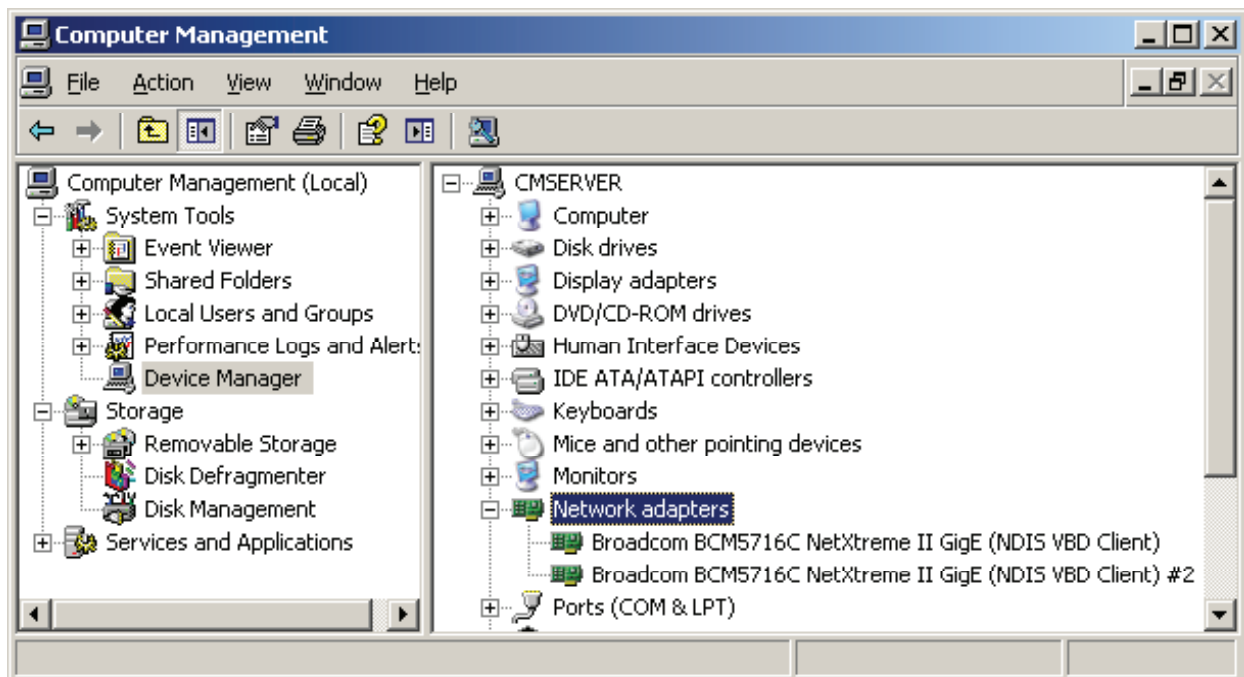 Computer Management
File Action View Window Help
Computer Management (Local)
System Tools
Event Viewer
Shared Folders
Local Users and Groups
Performance Logs and Alert
Device Manager
Storage
Removable Storage
Disk Defragmenter
Disk Management
Services and Applications
CMSERVER
Computer
Disk drives
Display adapters
DVD/CD-ROM drives
Human Interface Devices
IDE ATA/ATAPI controllers
Keyboards
Mice and other pointing devices
Monitors
Network adapters
Broadcom BCM5716C NetXtreme II GigE (NDIS VBD Client)
Broadcom BCM5716C NetXtreme II GigE (NDIS VBD Client) #2
Ports (COM & LPT)